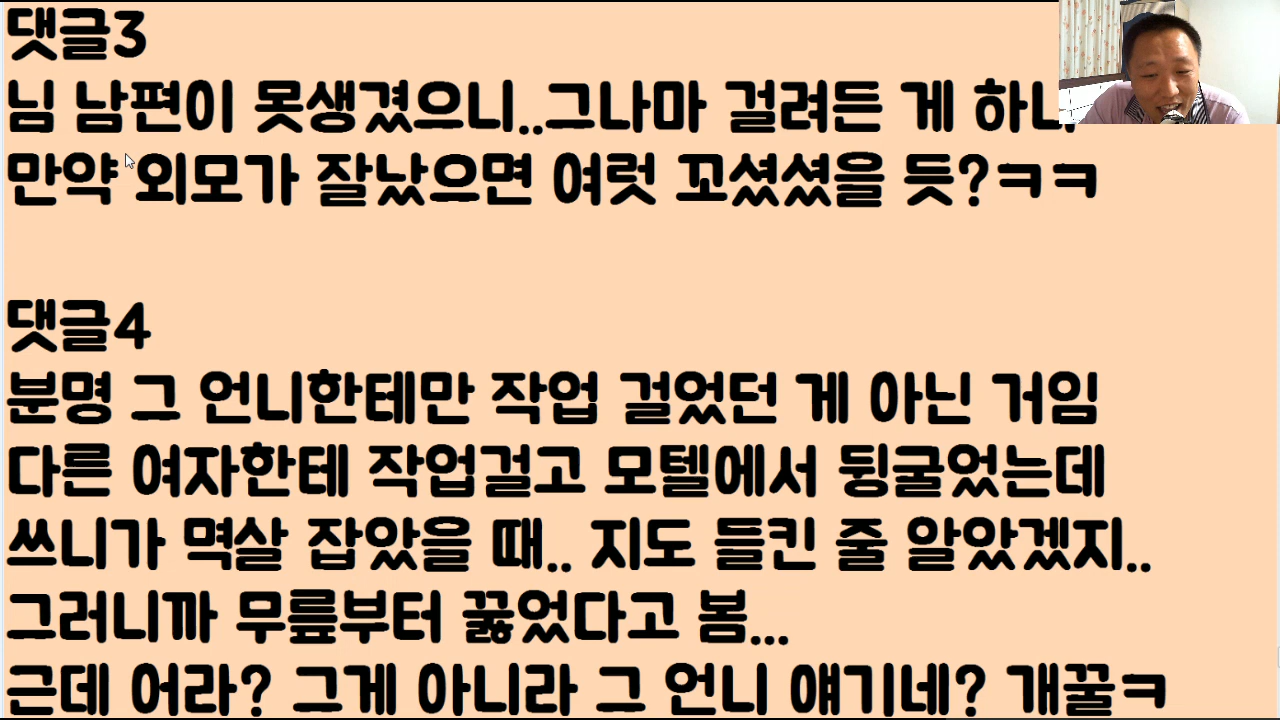 댓글3
님 남편이 못생겼으니..그나마 걸려든 게 하나
만약 외모가 잘났으면 여럿 꼬셨셨을 듯?ㅋㅋ
댓글4
분명 그 언니한테만 작업 걸었던 게 아닌 거임
다른 여자한테 작업걸고 모텔에서 뒹굴었는데
쓰니가 멱살 잡았을 때.. 지도 들킨 줄 알았겠지..
그러니까 무릎부터 꿇었다고 봄...
근데 어라? 그게 아니라 그 언니 얘기네? 개꿀ㅋ